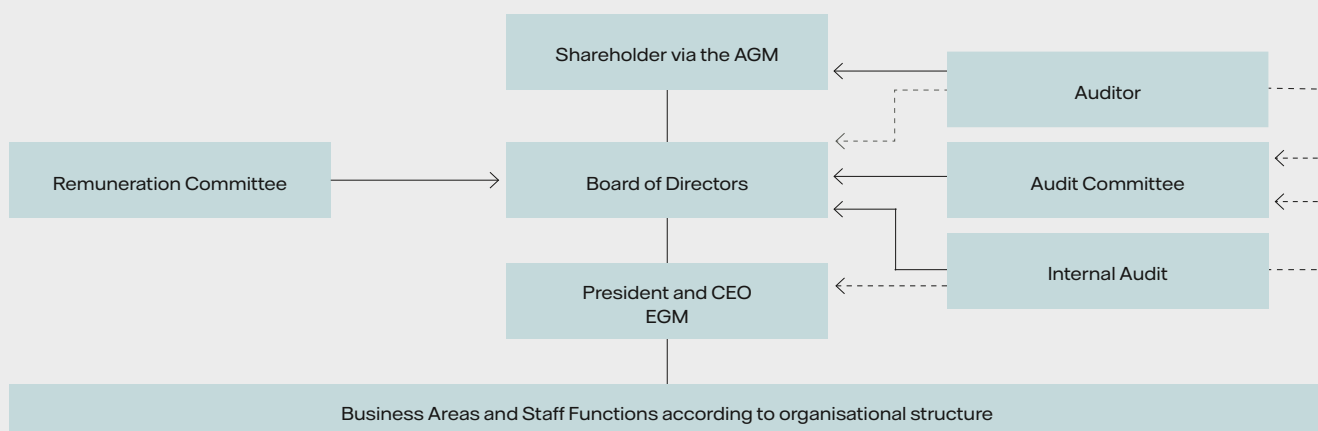 Shareholder via the AGM
Auditor
Remuneration Committee
Board of Directors
Audit Committee
Internal Audit
President and CEO
EGM
Business Areas and Staff Functions according to organisational structure